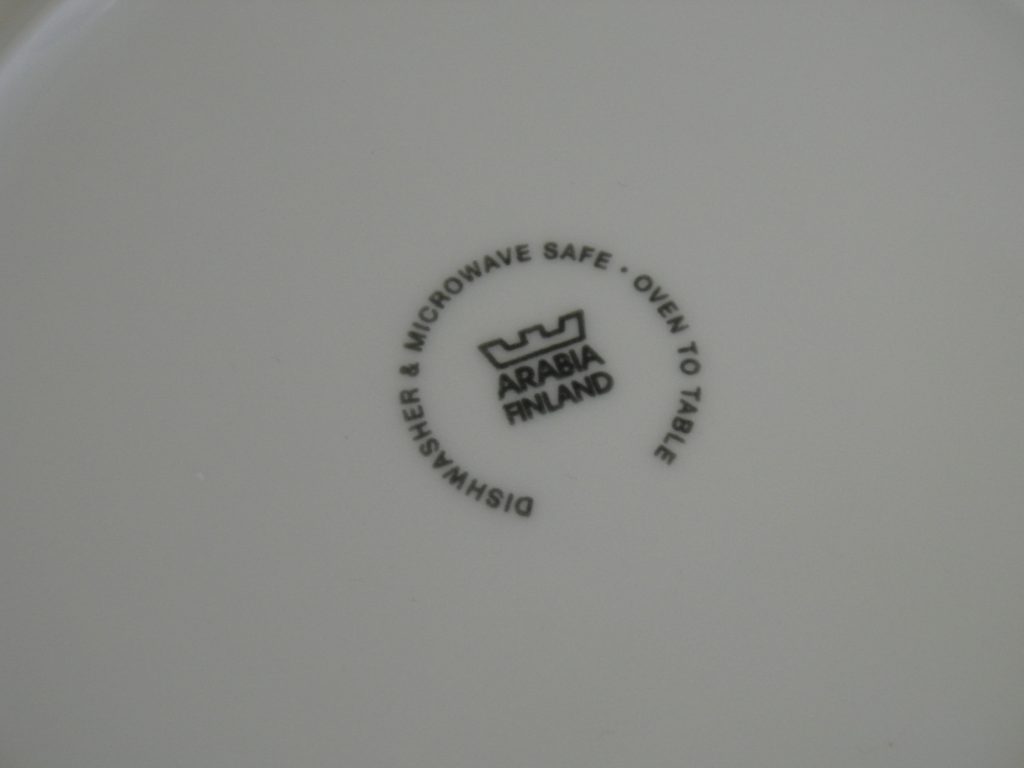 DISHWASHER & MICROWAVE SAFE · OVEN TO TABLE
ARABIA
FINLAND